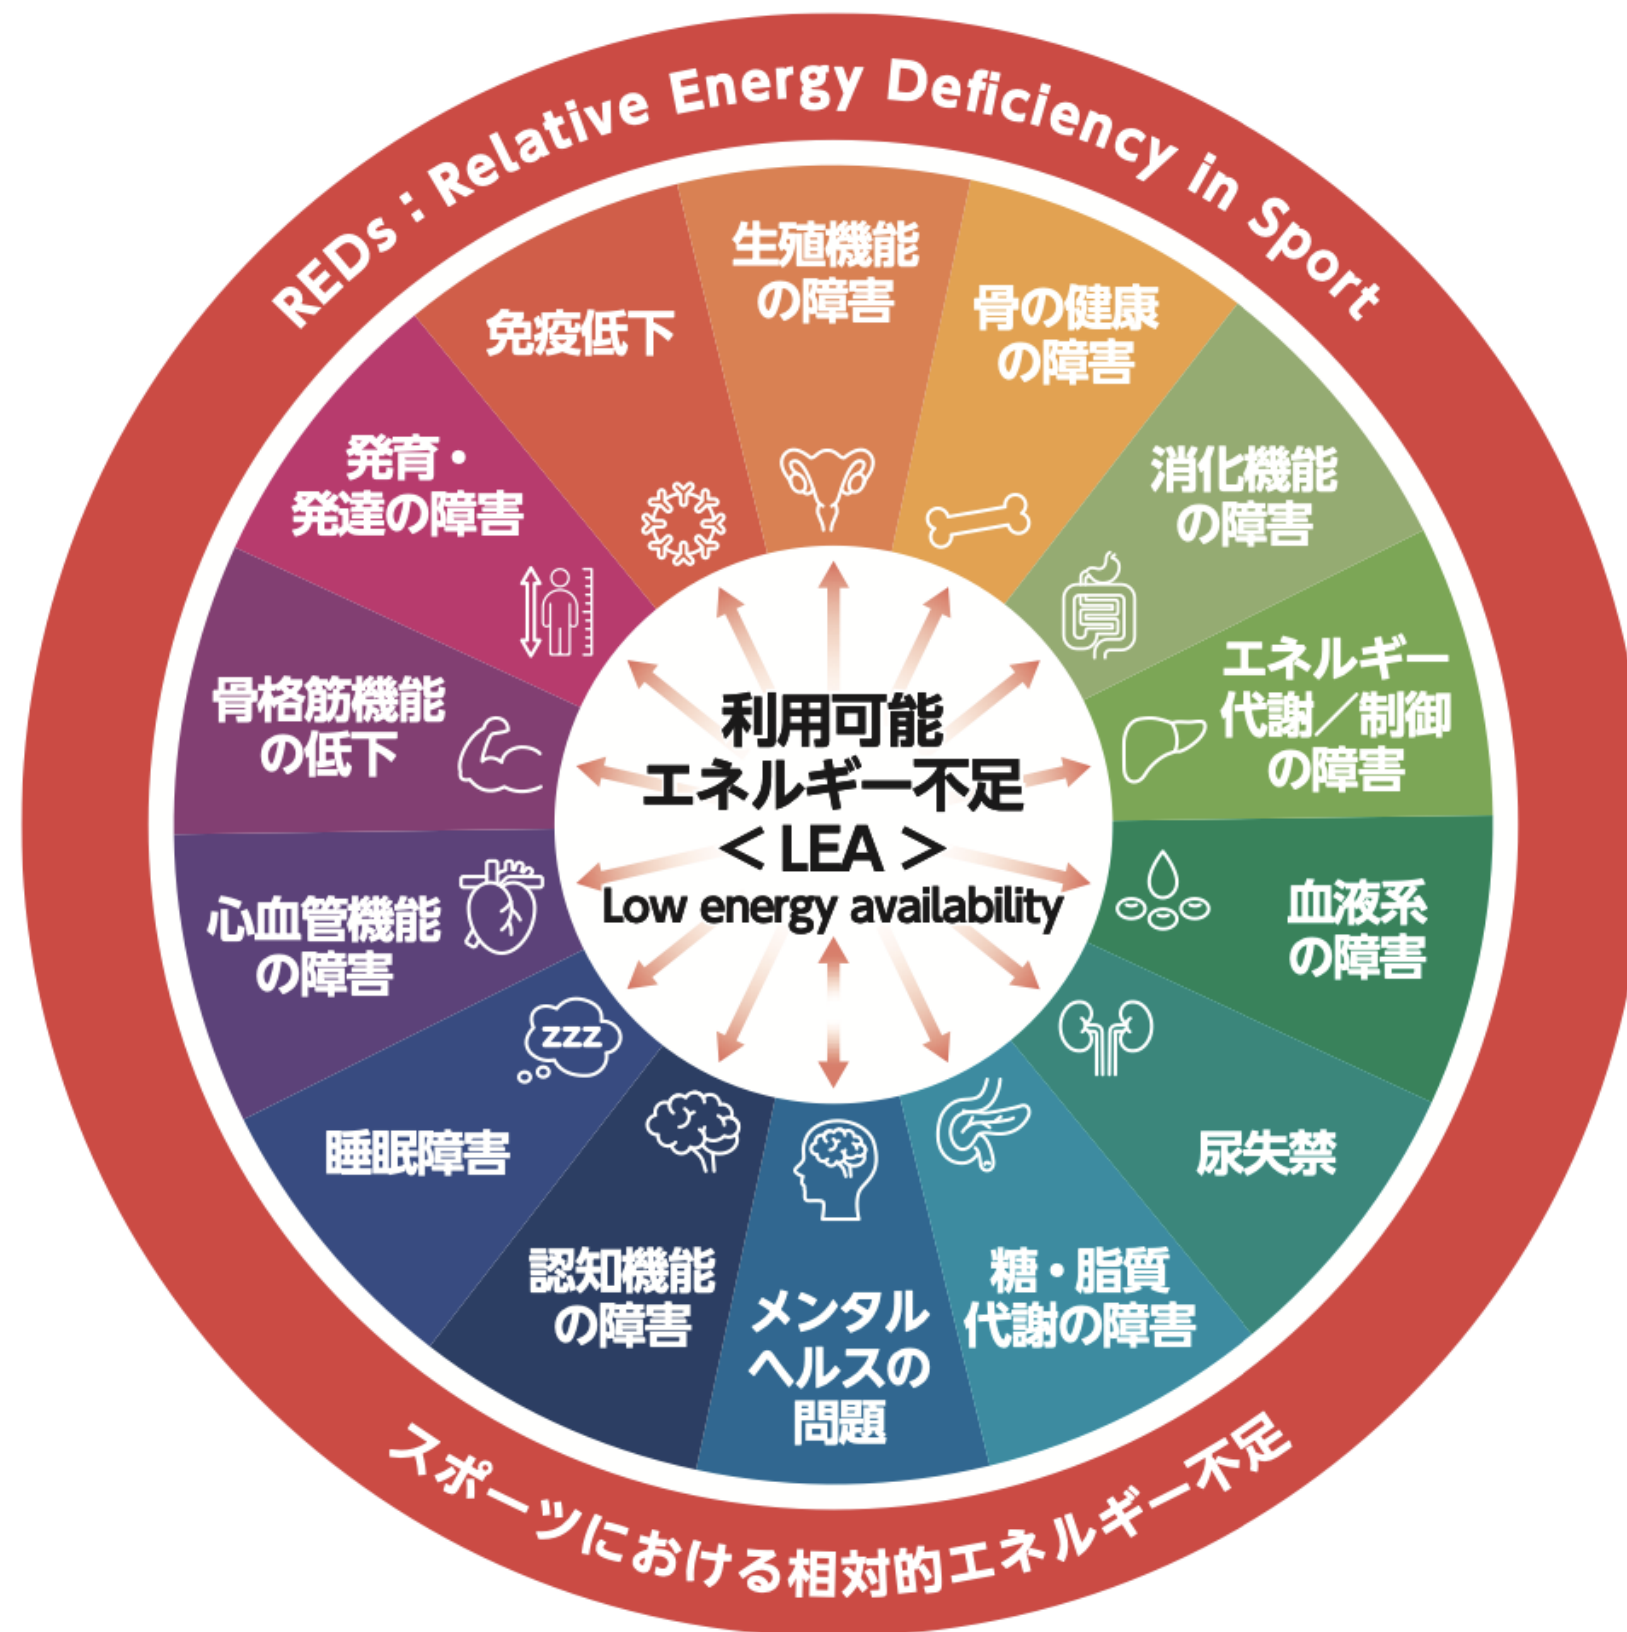 REDs : Relative Energy Deficiency in Sport
生殖機能
の障害
骨の健康
の障害
消化機能
の障害
エネルギー
代謝／制御
の障害
血液系
の障害
尿失禁
糖・脂質
代謝の障害
メンタル
ヘルスの
問題
認知機能
の障害
睡眠障害
zzz
心血管機能
の障害
骨格筋機能
の低下
発育・
発達の障害
免疫低下
利用可能
エネルギー不足
＜ LEA ＞
Low energy availability
スポーツにおける相対的エネルギー不足